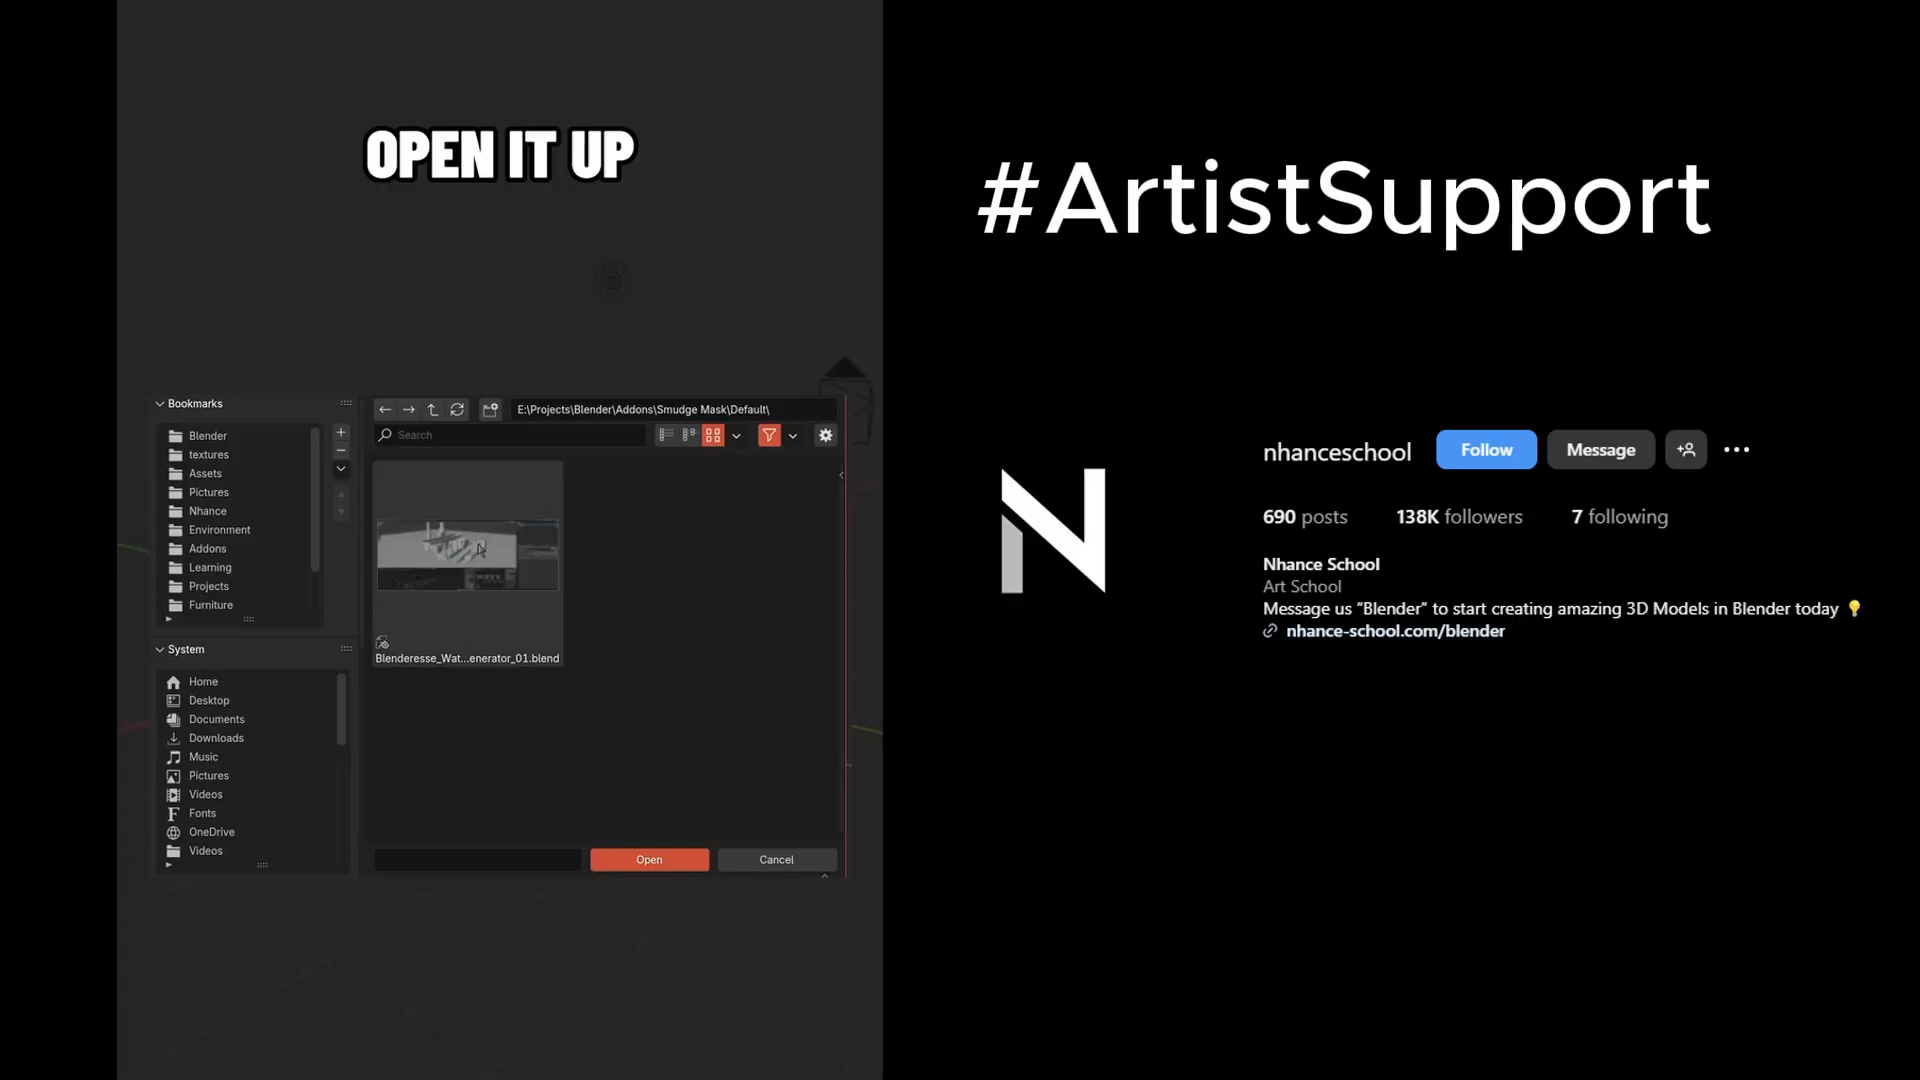 OPEN IT UP
Bookmarks
Blender
textures
Assets
Pictures
Nhance
Environment
Addons
Learning
Projects
Furniture
System
Home
Desktop
Documents
Downloads
Music
Pictures
Videos
Fonts
OneDrive
Videos
E:\Projects\Blender\Addons\Smudge Mask\Default\
Search
Blenderesse_Wat...enerator_01.blend
Open
Cancel
#ArtistSupport
nhanceschool
Follow
Message
690 posts
138K followers
7 following
Nhance School
Art School
Message us "Blender" to start creating amazing 3D Models in Blender today 💡
nhance-school.com/blender